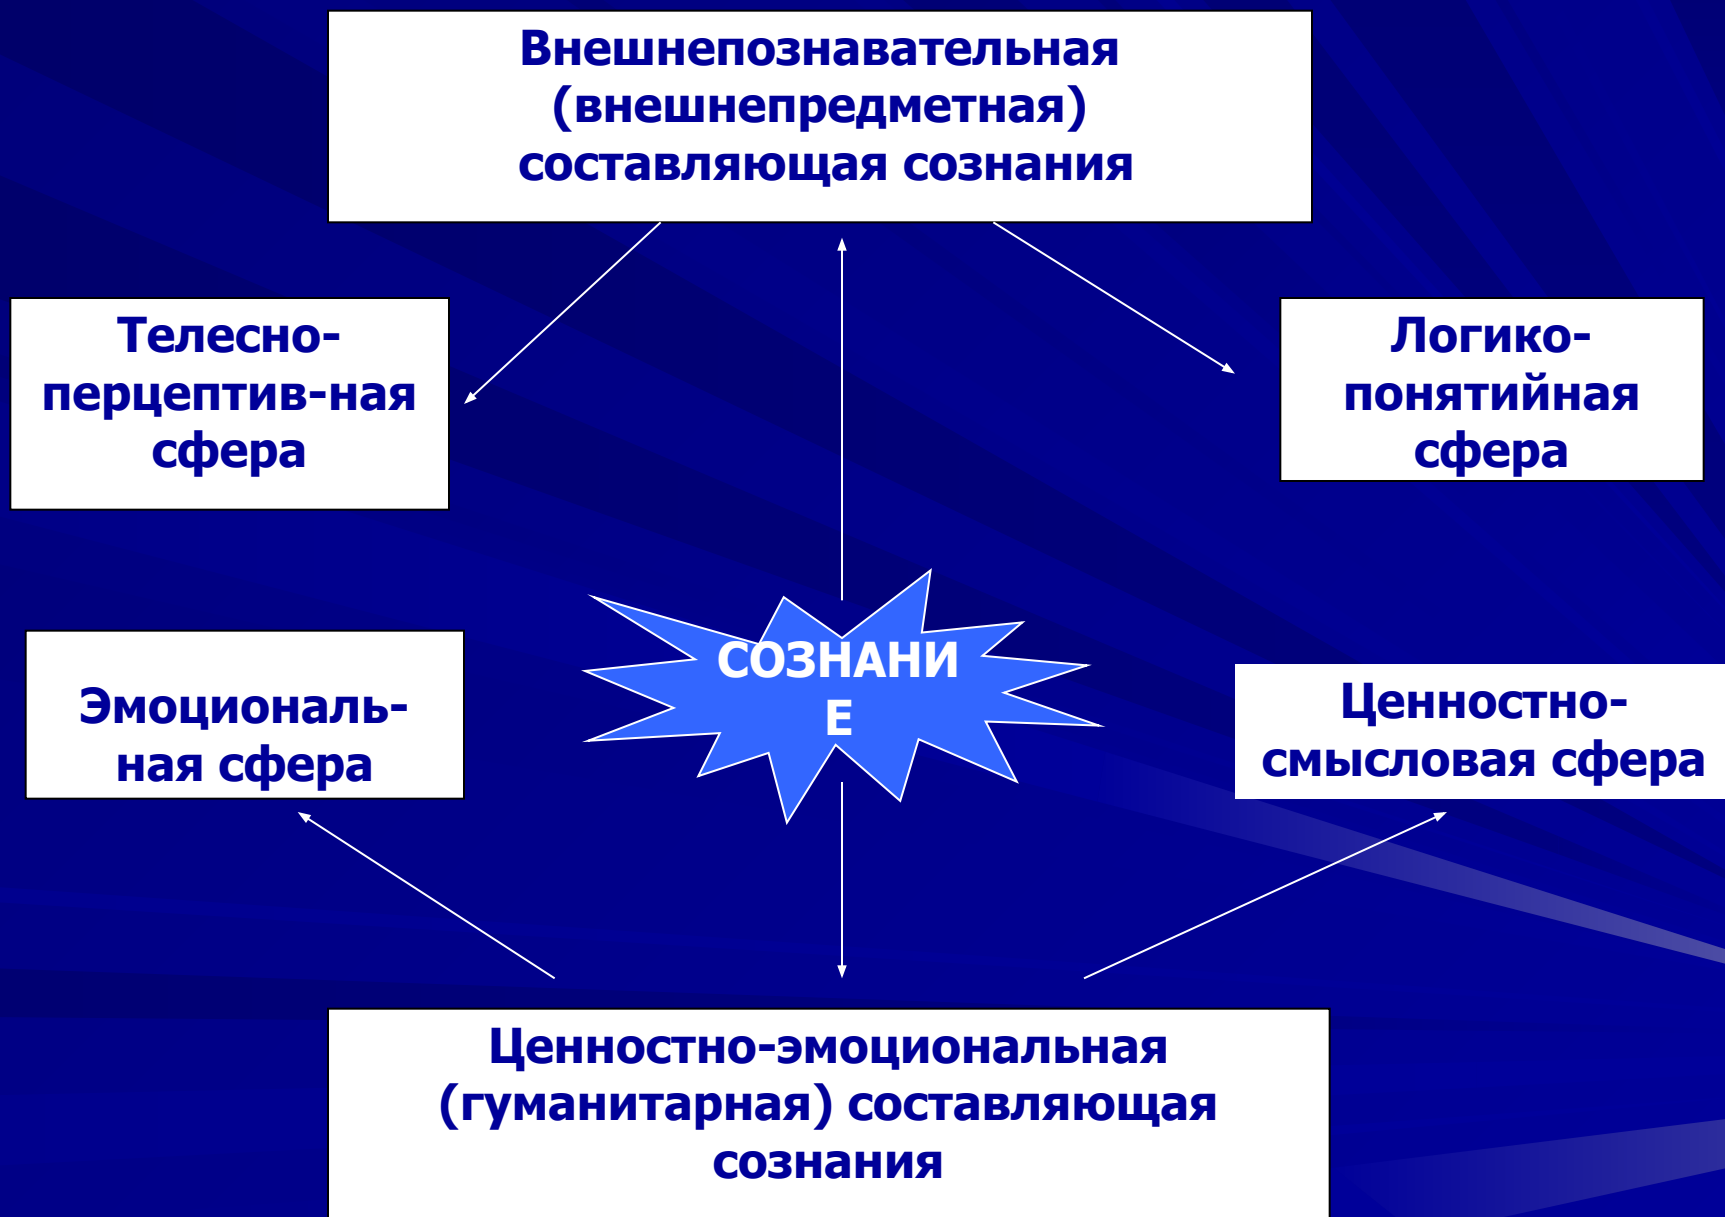 Внешнепознавательная
(внешнепредметная)
составляющая сознания
Телесно-
перцептив-ная
сфера
Логико-
понятийная
сфера
СОЗНАНИ
Е
Эмоциональ-
ная сфера
Ценностно-
смысловая сфера
Ценностно-эмоциональная
(гуманитарная) составляющая
сознания